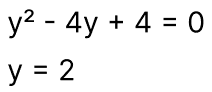 y² - 4y + 4 = 0
y = 2